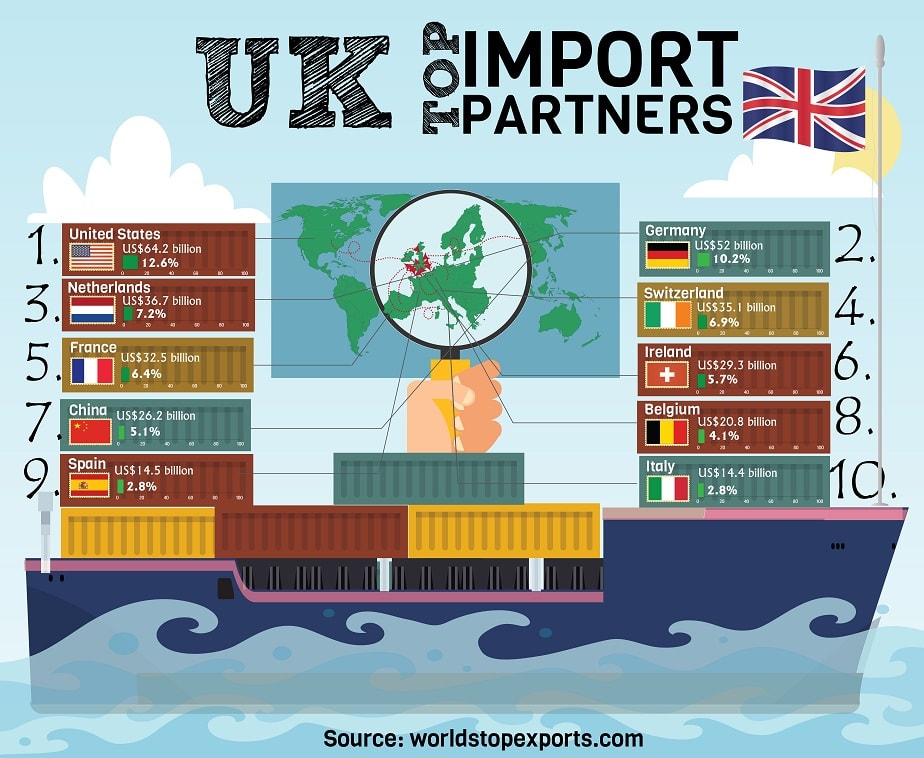 UK TOP IMPORT PARTNERS
1.
United States
US$64.2 billion
12.6%
0 20 40 60 80 100
2.
Germany
US$52 billion
10.2%
0 20 40 60 80 100
3.
Netherlands
US$36.7 billion
7.2%
0 20 40 60 80 100
4.
Switzerland
US$35.1 billion
6.9%
0 20 40 60 80 100
5.
France
US$32.5 billion
6.4%
0 20 40 60 80 100
6.
Ireland
US$29.3 billion
5.7%
0 20 40 60 80 100
7.
China
US$26.2 billion
5.1%
0 20 40 60 80 100
8.
Belgium
US$20.8 billion
4.1%
0 20 40 60 80 100
9.
Spain
US$14.5 billion
2.8%
0 20 40 60 80 100
10.
Italy
US$14.4 billion
2.8%
0 20 40 60 80 100
Source: worldstopexports.com